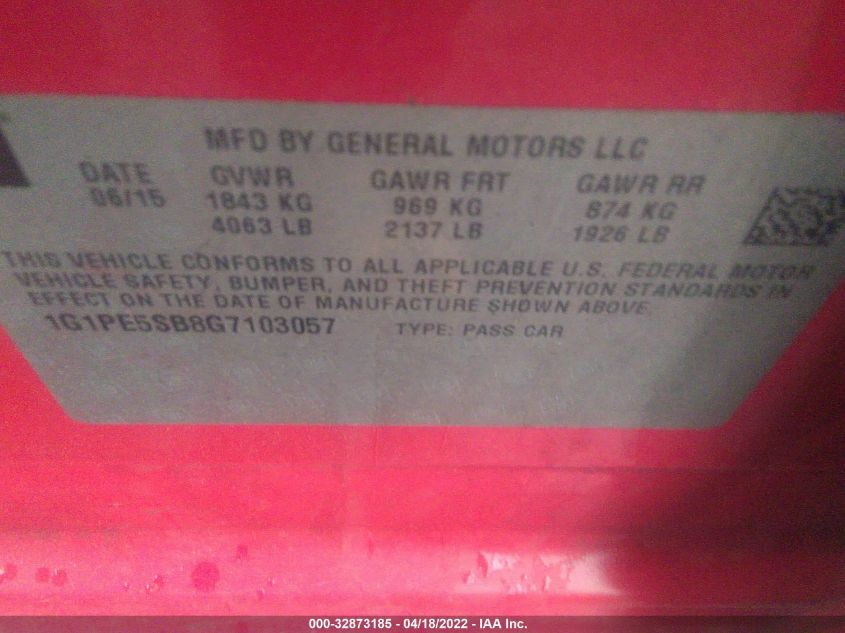 MFD BY GENERAL MOTORS LLC
DATE GVWR GAWR FRT GAWR RR
06/15 1843 KG 969 KG 874 KG
4063 LB 2137 LB 1926 LB
THIS VEHICLE CONFORMS TO ALL APPLICABLE U.S. FEDERAL MOTOR
VEHICLE SAFETY, BUMPER, AND THEFT PREVENTION STANDARDS IN
EFFECT ON THE DATE OF MANUFACTURE SHOWN ABOVE.
1G1PE5SB8G7103057 TYPE: PASS CAR
000-32873185 - 04/18/2022 - IAA Inc.